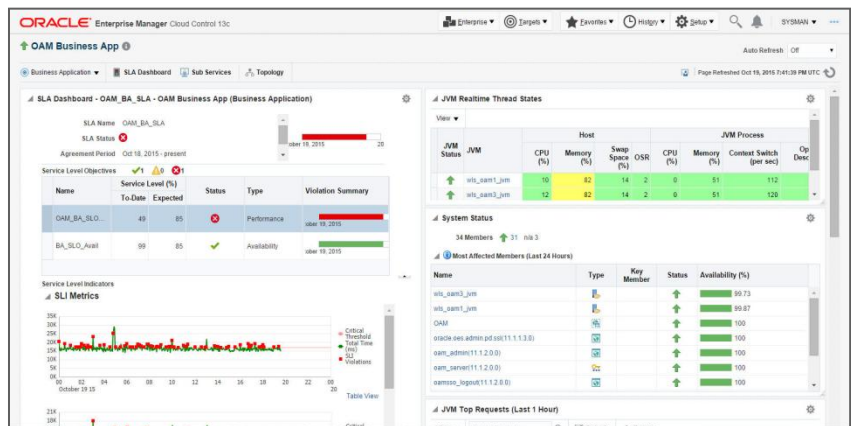 ORACLE Enterprise Manager Cloud Control 13c
Enterprise Targets Favorites History Setup SYSMAN
OAM Business App
Auto Refresh Off
Business Application SLA Dashboard Sub Services Topology
Page Refreshed Oct 19, 2015 7:41:39 PM UTC
SLA Dashboard - OAM_BA_SLA - OAM Business App (Business Application)
SLA Name OAM_BA_SLA
SLA Status
ober 19, 2015 20
Agreement Period Oct 18, 2015 - present
Service Level Objectives 1 0 1
Name Service Level (%) Status Type Violation Summary
To-Date Expected
OAM_BA_SLO... 49 85 Performance
ober 19, 2015
BA_SLO_Avail 99 85 Availability
ober 19, 2015
Service Level Indicators
SLI Metrics
35K
30K
25K
20K
15K
10K
5K
0K
00 02 04 06 08 10 12 14 16 18 20 22 00
October 19 15 20
Critical Threshold
Total Time (ms)
SLI Violations
Table View
21K
18K
Critical
JVM Realtime Thread States
View
Host JVM Process
JVM Status JVM CPU (%) Memory (%) Swap Space (%) OSR CPU (%) Memory (%) Context Switch (per sec) Op Desc
wls_oam1_jvm 10 82 14 2 0 51 112
wls_oam3_jvm 12 82 14 2 0 51 120
System Status
34 Members 31 n/a 3
Most Affected Members (Last 24 Hours)
Name Type Key Member Status Availability (%)
wls_oam3_jvm 99.73
wls_oam1_jvm 99.87
OAM 100
oracle.oes.admin.pd.ssl(11.1.1.3.0) 100
oam_admin(11.1.2.0.0) 100
oam_server(11.1.2.0.0) 100
oamsso_logout(11.1.2.0.0) 100
JVM Top Requests (Last 1 Hour)